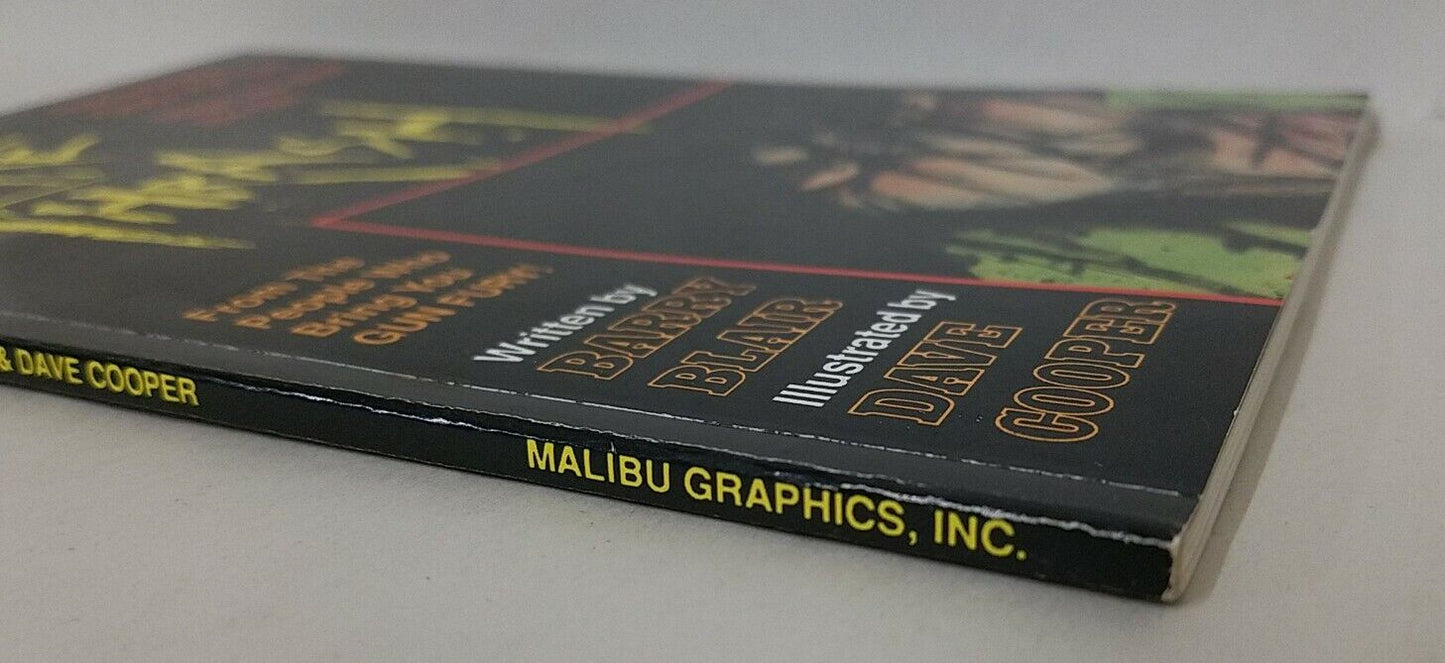 From The
People Who
Bring You
GUN FURY!
Written by
BARRY
BLAIR
Illustrated by
DAVE
COOPER
& DAVE COOPER
MALIBU GRAPHICS, INC.